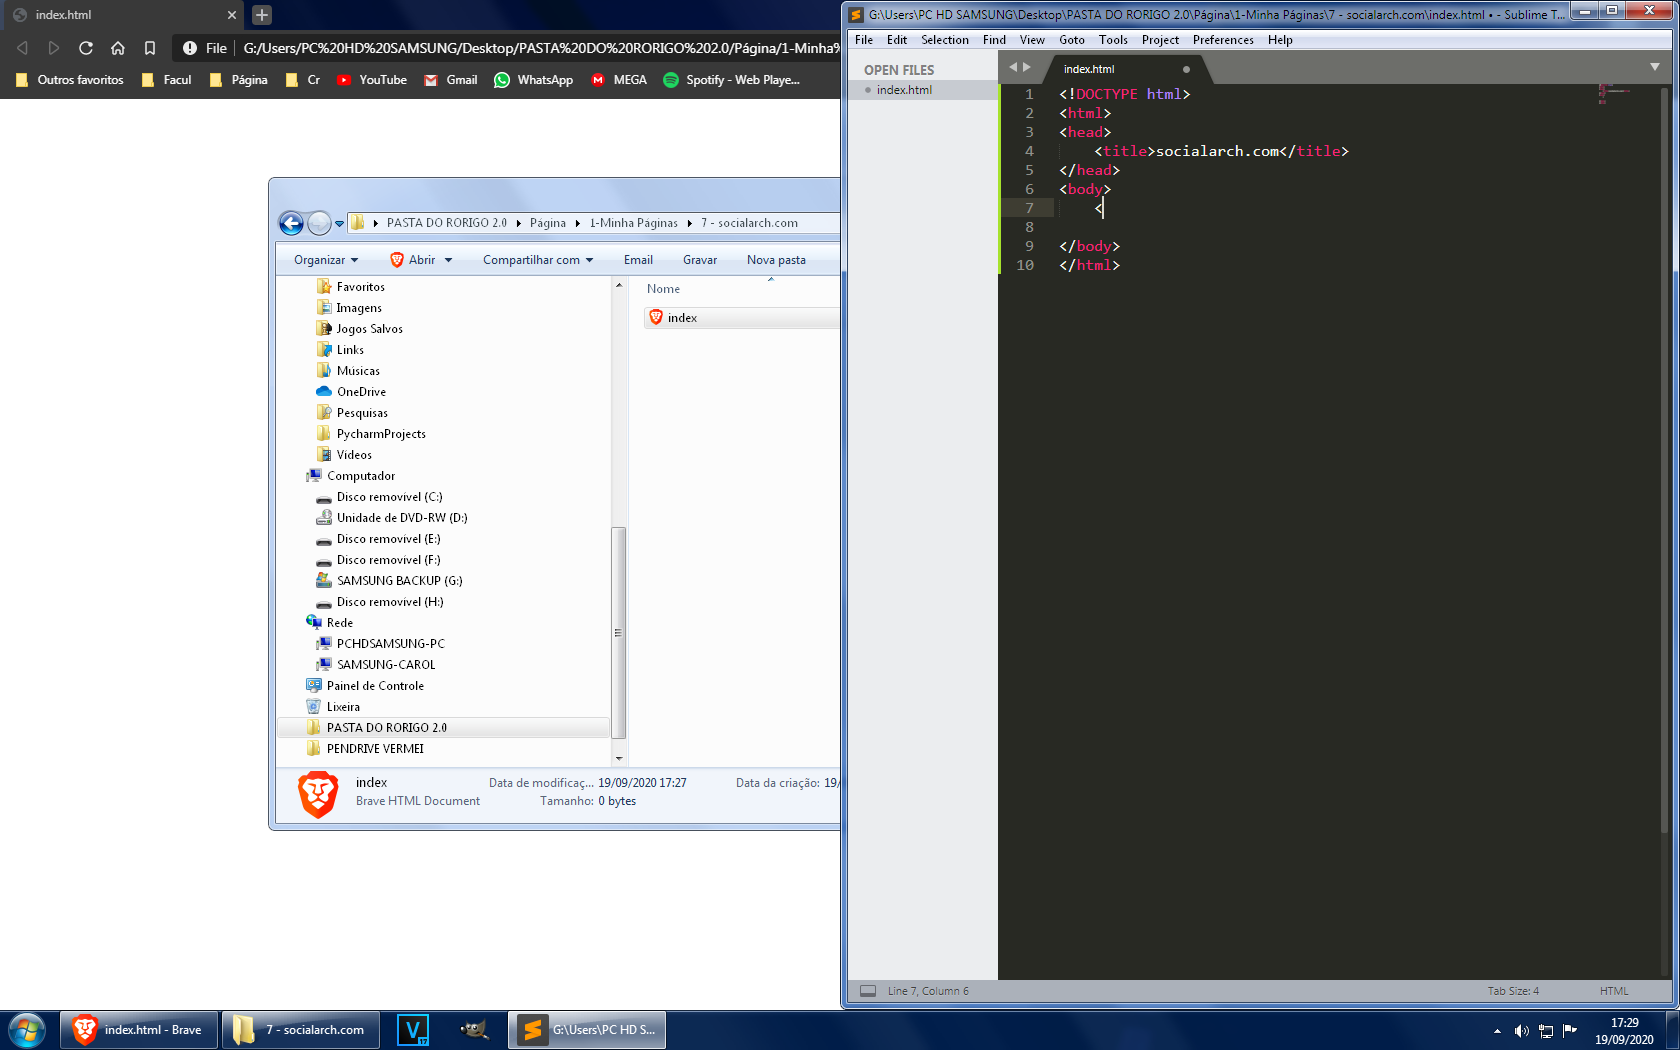 index.html
File G:/Users/PC%20HD%20SAMSUNG/Desktop/PASTA%20DO%20RORIGO%202.0/Página/1-Minha%
Outros favoritos Facul Página Cr YouTube Gmail WhatsApp MEGA Spotify - Web Playe...
PASTA DO RORIGO 2.0 Página 1-Minha Páginas 7 - socialarch.com
Organizar Abrir Compartilhar com Email Gravar Nova pasta
Nome
index
Favoritos
Imagens
Jogos Salvos
Links
Músicas
OneDrive
Pesquisas
PycharmProjects
Vídeos
Computador
Disco removível (C:)
Unidade de DVD-RW (D:)
Disco removível (E:)
Disco removível (F:)
SAMSUNG BACKUP (G:)
Disco removível (H:)
Rede
PCHDSAMSUNG-PC
SAMSUNG-CAROL
Painel de Controle
Lixeira
PASTA DO RORIGO 2.0
PENDRIVE VERMEl
index Data de modificaç... 19/09/2020 17:27 Data da criação: 19/
Brave HTML Document Tamanho: 0 bytes
G:\Users\PC HD SAMSUNG\Desktop\PASTA DO RORIGO 2.0\Página\1-Minha Páginas\7 - socialarch.com\index.html • - Sublime T...
File Edit Selection Find View Goto Tools Project Preferences Help
OPEN FILES
index.html
index.html
1 <!DOCTYPE html>
2 <html>
3 <head>
4 <title>socialarch.com</title>
5 </head>
6 <body>
7 <
8
9 </body>
10 </html>
Line 7, Column 6 Tab Size: 4 HTML
index.html - Brave 7 - socialarch.com V 17 G:\Users\PC HD S...
17:29
19/09/2020